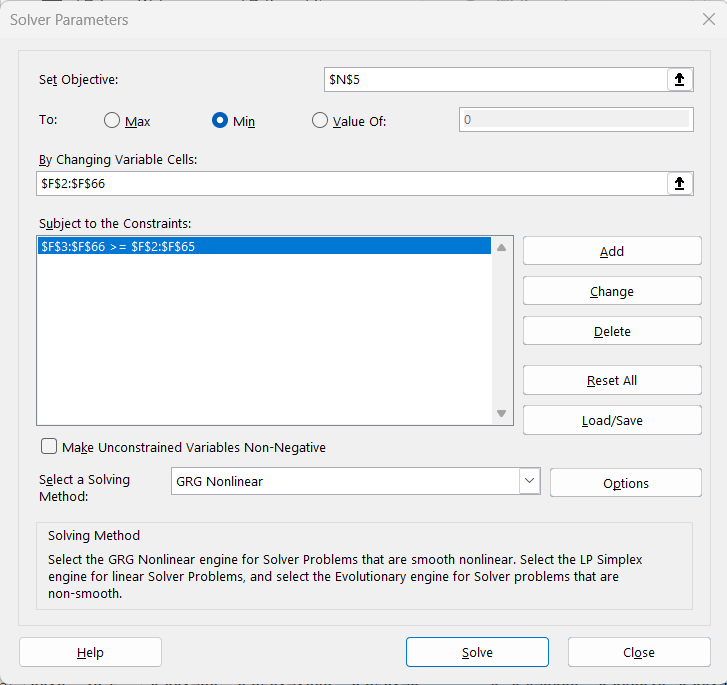 Solver Parameters
Set Objective:
$N$5
To:
Max
Min
Value Of:
0
By Changing Variable Cells:
$F$2:$F$66
Subject to the Constraints:
$F$3:$F$66 >= $F$2:$F$65
Add
Change
Delete
Reset All
Load/Save
Make Unconstrained Variables Non-Negative
Select a Solving
Method:
GRG Nonlinear
Options
Solving Method
Select the GRG Nonlinear engine for Solver Problems that are smooth nonlinear. Select the LP Simplex
engine for linear Solver Problems, and select the Evolutionary engine for Solver problems that are
non-smooth.
Help
Solve
Close